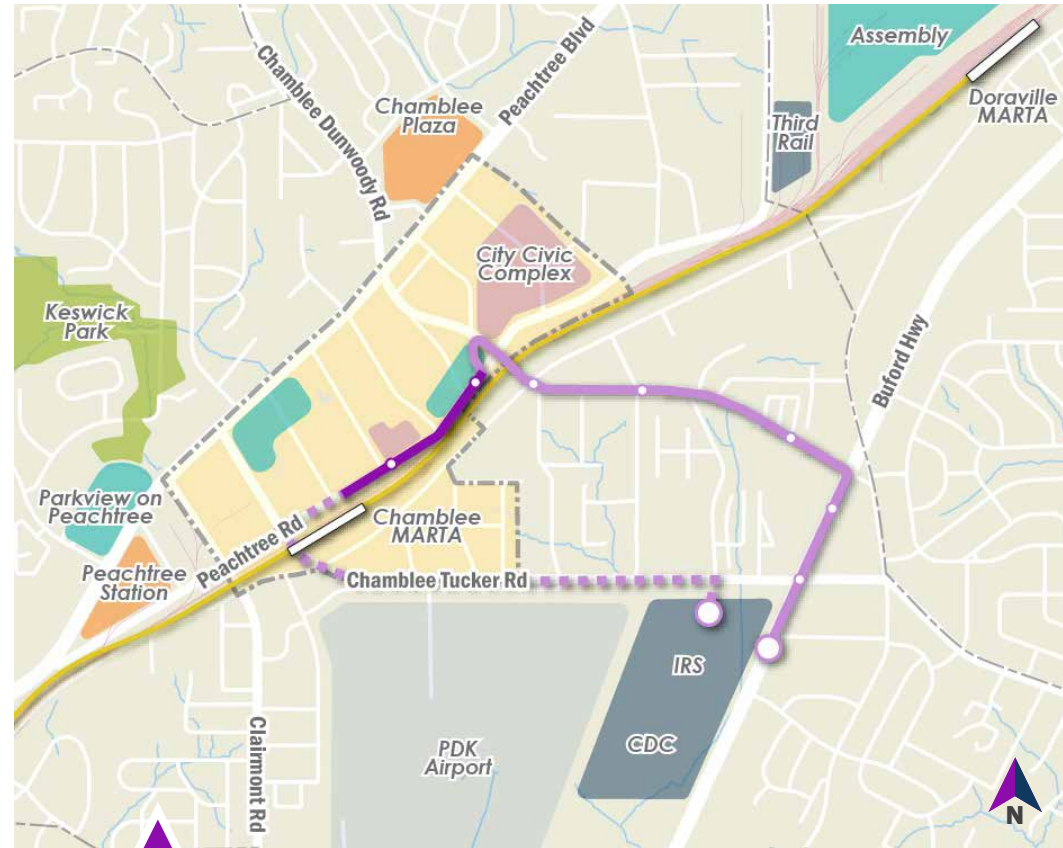 Assembly
Peachtree Blvd
Doraville
MARTA
Chamblee
Plaza
Chamblee Dunwoody Rd
Third
Rail
City Civic
Complex
Keswick
Park
Buford Hwy
Parkview on
Peachtree
Chamblee
MARTA
Peachtree Rd
Peachtree
Station
Chamblee Tucker Rd
IRS
Clairmont Rd
CDC
PDK
Airport
N